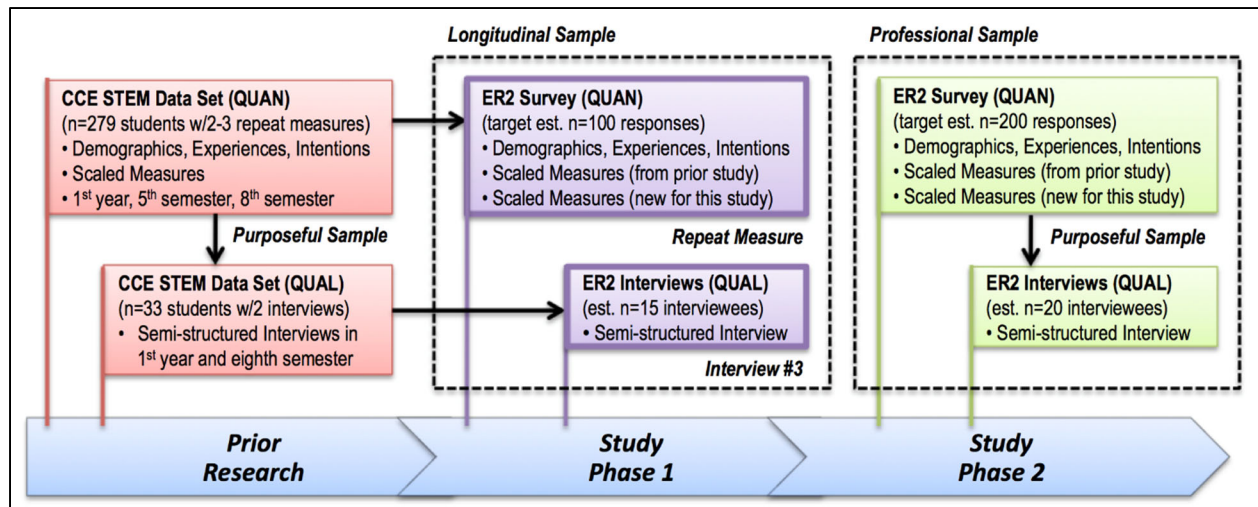 Longitudinal Sample
Professional Sample
CCE STEM Data Set (QUAN)
(n=279 students w/2-3 repeat measures)
• Demographics, Experiences, Intentions
• Scaled Measures
• 1st year, 5th semester, 8th semester
Purposeful Sample
CCE STEM Data Set (QUAL)
(n=33 students w/2 interviews)
• Semi-structured Interviews in
1st year and eighth semester
ER2 Survey (QUAN)
(target est. n=100 responses)
• Demographics, Experiences, Intentions
• Scaled Measures (from prior study)
• Scaled Measures (new for this study)
Repeat Measure
ER2 Interviews (QUAL)
(est. n=15 interviewees)
• Semi-structured Interview
Interview #3
ER2 Survey (QUAN)
(target est. n=200 responses)
• Demographics, Experiences, Intentions
• Scaled Measures (from prior study)
• Scaled Measures (new for this study)
Purposeful Sample
ER2 Interviews (QUAL)
(est. n=20 interviewees)
• Semi-structured Interview
Prior
Research
Study
Phase 1
Study
Phase 2